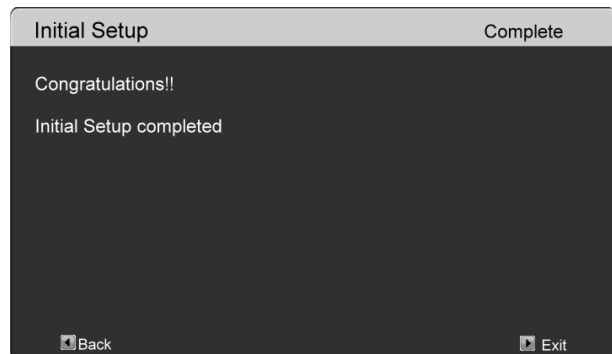 Initial Setup Complete
Congratulations!!
Initial Setup completed
Back Exit